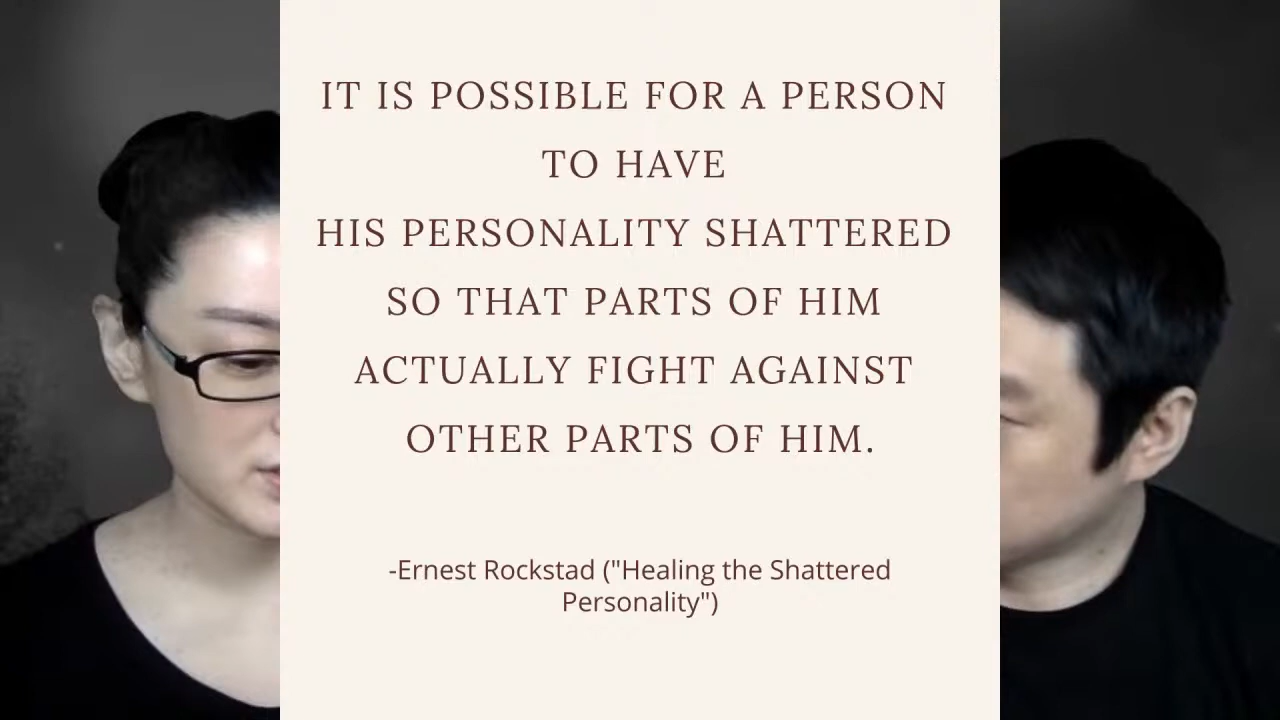 IT IS POSSIBLE FOR A PERSON
TO HAVE
HIS PERSONALITY SHATTERED
SO THAT PARTS OF HIM
ACTUALLY FIGHT AGAINST
OTHER PARTS OF HIM.
-Ernest Rockstad ("Healing the Shattered
Personality")